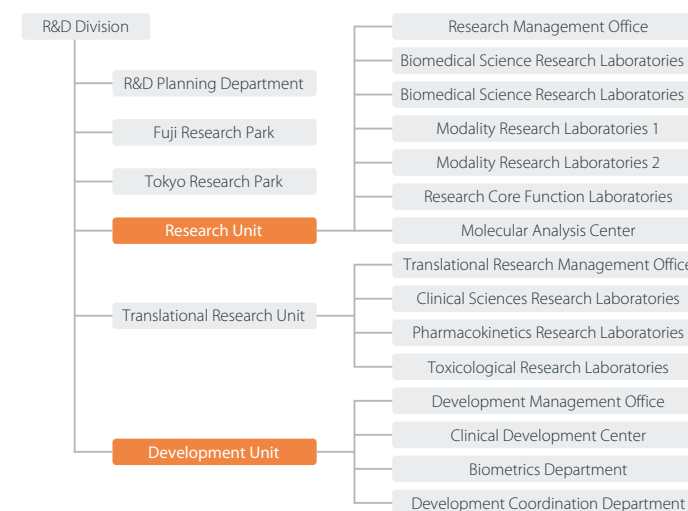 R&D Division
R&D Planning Department
Fuji Research Park
Tokyo Research Park
Research Unit
Research Management Office
Biomedical Science Research Laboratories
Biomedical Science Research Laboratories
Modality Research Laboratories 1
Modality Research Laboratories 2
Research Core Function Laboratories
Molecular Analysis Center
Translational Research Unit
Translational Research Management Office
Clinical Sciences Research Laboratories
Pharmacokinetics Research Laboratories
Toxicological Research Laboratories
Development Unit
Development Management Office
Clinical Development Center
Biometrics Department
Development Coordination Department